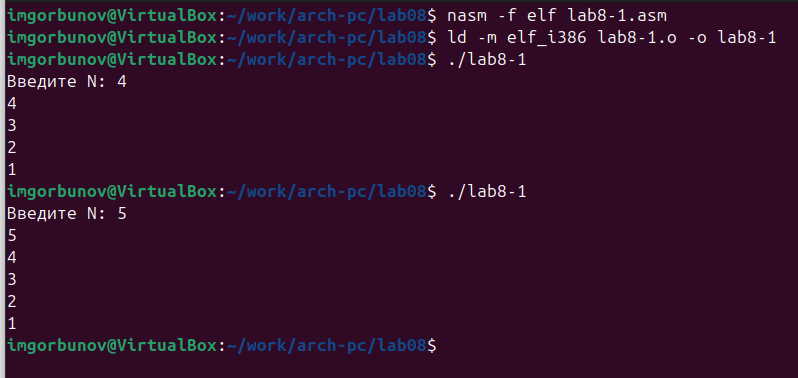 imgorbunov@VirtualBox:~/work/arch-pc/lab08$ nasm -f elf lab8-1.asm
imgorbunov@VirtualBox:~/work/arch-pc/lab08$ ld -m elf_i386 lab8-1.o -o lab8-1
imgorbunov@VirtualBox:~/work/arch-pc/lab08$ ./lab8-1
Введите N: 4
4
3
2
1
imgorbunov@VirtualBox:~/work/arch-pc/lab08$ ./lab8-1
Введите N: 5
5
4
3
2
1
imgorbunov@VirtualBox:~/work/arch-pc/lab08$